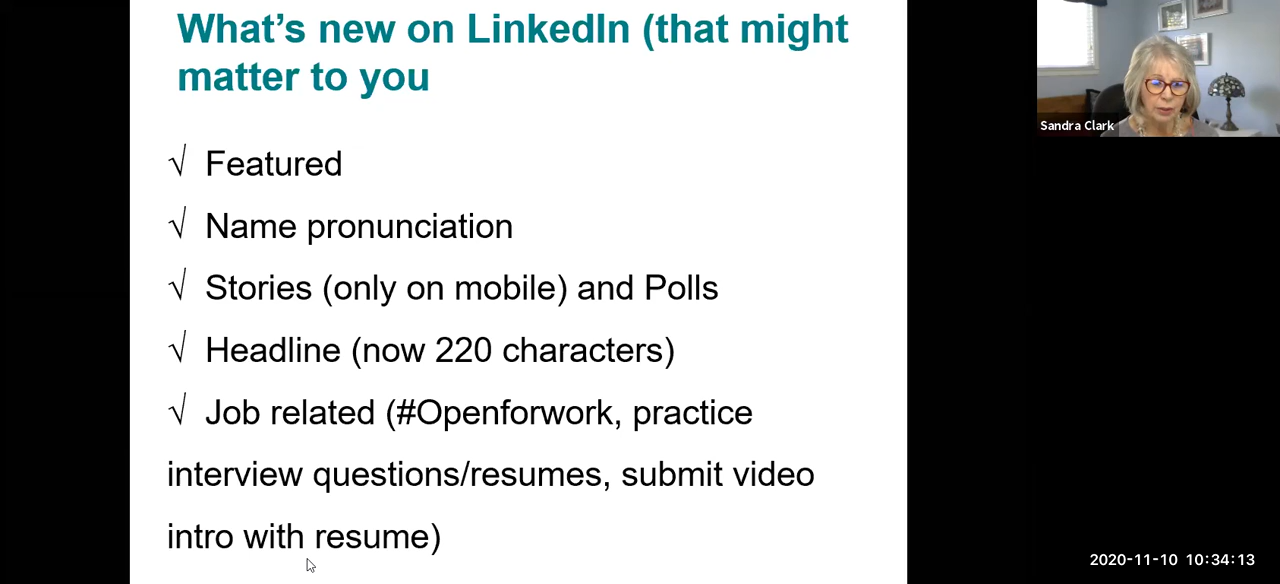 What's new on LinkedIn (that might
matter to you
√ Featured
√ Name pronunciation
√ Stories (only on mobile) and Polls
√ Headline (now 220 characters)
√ Job related (#Openforwork, practice
interview questions/resumes, submit video
intro with resume)
Sandra Clark
2020-11-10 10:34:13